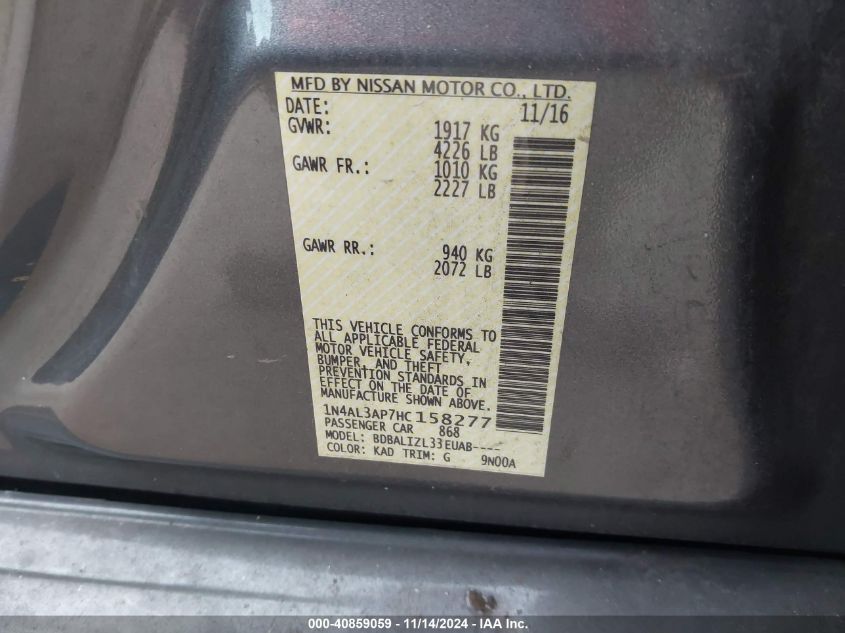 MFD BY NISSAN MOTOR CO., LTD.
DATE: 11/16
GVWR: 1917 KG
4226 LB
GAWR FR.: 1010 KG
2227 LB
GAWR RR.: 940 KG
2072 LB
THIS VEHICLE CONFORMS TO
ALL APPLICABLE FEDERAL
MOTOR VEHICLE SAFETY,
BUMPER, AND THEFT
PREVENTION STANDARDS IN
EFFECT ON THE DATE OF
MANUFACTURE SHOWN ABOVE.
1N4AL3AP7HC158277
PASSENGER CAR 868
MODEL: BDBALIZL33EUAB----
COLOR: KAD TRIM: G 9N00A
000-40859059 - 11/14/2024 - IAA Inc.